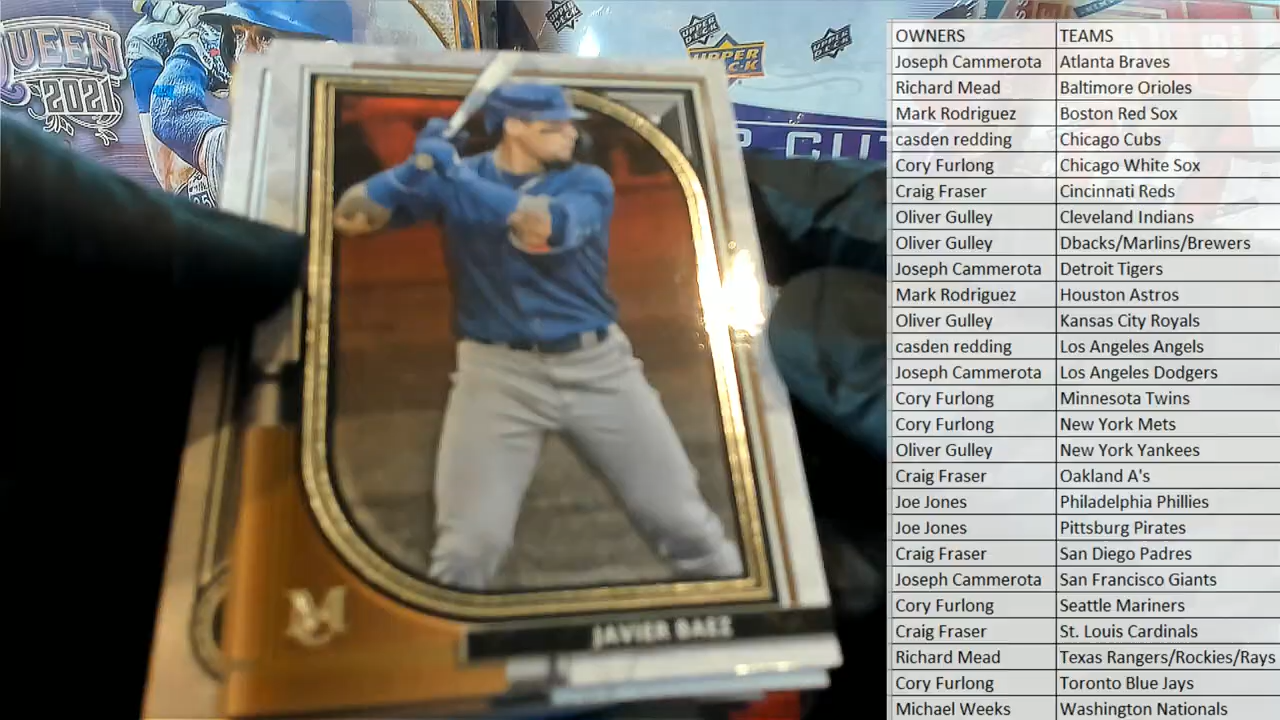 QUEEN
2021
UPPER
DECK
P CUT
M
JAVIER BAEZ
OWNERS TEAMS
Joseph Cammerota Atlanta Braves
Richard Mead Baltimore Orioles
Mark Rodriguez Boston Red Sox
casden redding Chicago Cubs
Cory Furlong Chicago White Sox
Craig Fraser Cincinnati Reds
Oliver Gulley Cleveland Indians
Oliver Gulley Dbacks/Marlins/Brewers
Joseph Cammerota Detroit Tigers
Mark Rodriguez Houston Astros
Oliver Gulley Kansas City Royals
casden redding Los Angeles Angels
Joseph Cammerota Los Angeles Dodgers
Cory Furlong Minnesota Twins
Cory Furlong New York Mets
Oliver Gulley New York Yankees
Craig Fraser Oakland A's
Joe Jones Philadelphia Phillies
Joe Jones Pittsburg Pirates
Craig Fraser San Diego Padres
Joseph Cammerota San Francisco Giants
Cory Furlong Seattle Mariners
Craig Fraser St. Louis Cardinals
Richard Mead Texas Rangers/Rockies/Rays
Cory Furlong Toronto Blue Jays
Michael Weeks Washington Nationals